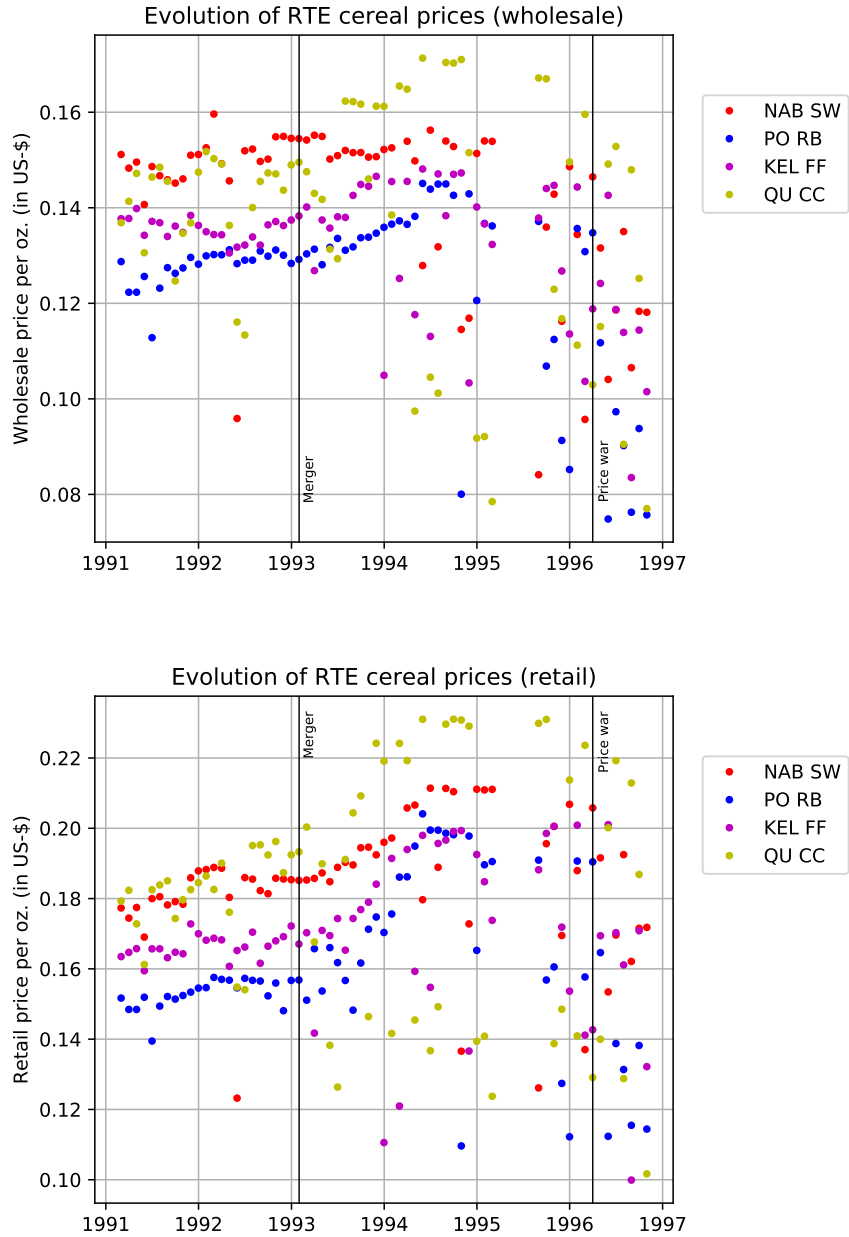 Evolution of RTE cereal prices (wholesale)
Wholesale price per oz. (in US-$)
0.16
0.14
0.12
0.10
0.08
Merger
Price war
1991 1992 1993 1994 1995 1996 1997
NAB SW
PO RB
KEL FF
QU CC
Evolution of RTE cereal prices (retail)
Retail price per oz. (in US-$)
0.22
0.20
0.18
0.16
0.14
0.12
0.10
Merger
Price war
1991 1992 1993 1994 1995 1996 1997
NAB SW
PO RB
KEL FF
QU CC